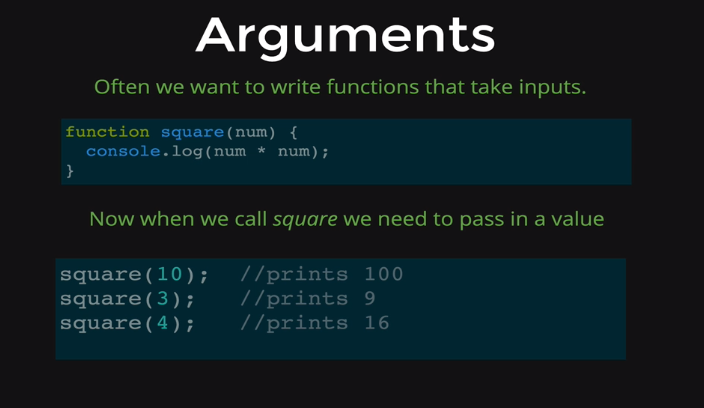 Arguments
Often we want to write functions that take inputs.
function square(num) {
  console.log(num * num);
}
Now when we call square we need to pass in a value
square(10);  //prints 100
square(3);   //prints 9
square(4);   //prints 16